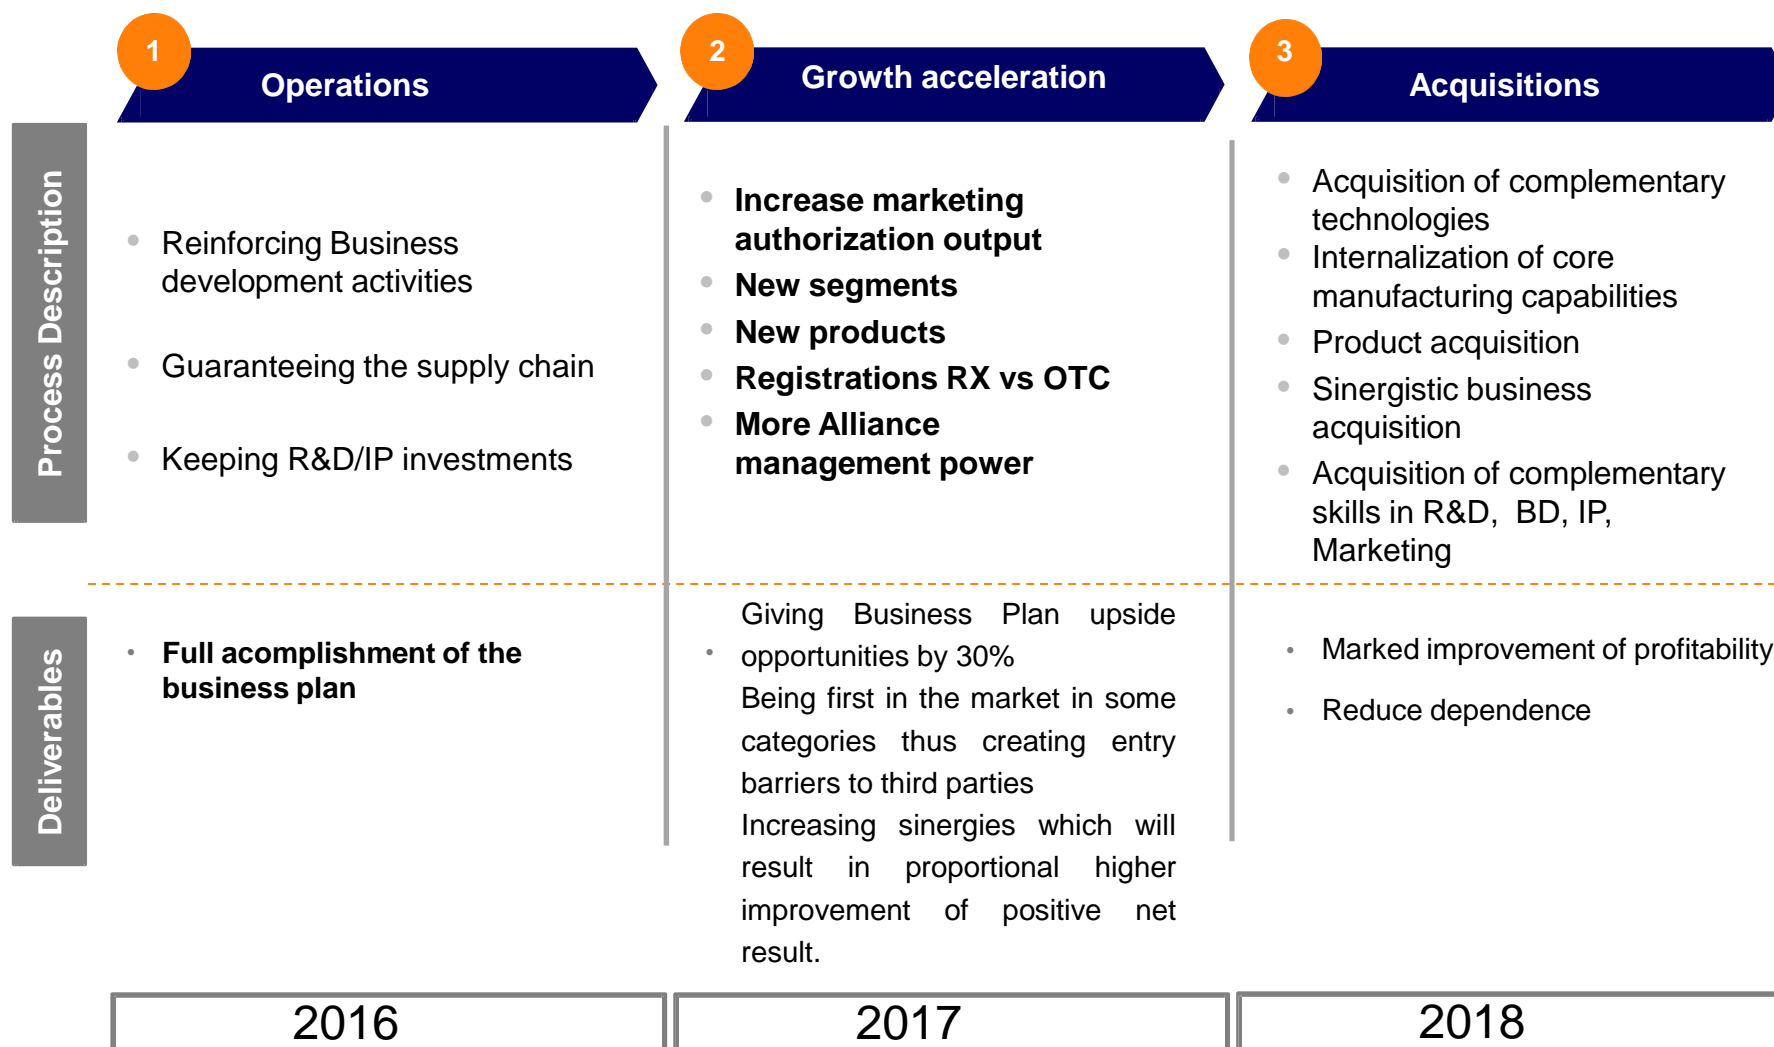 1
Operations
2
Growth acceleration
3
Acquisitions
Process Description
Reinforcing Business
development activities
Guaranteeing the supply chain
Keeping R&D/IP investments
Increase marketing
authorization output
New segments
New products
Registrations RX vs OTC
More Alliance
management power
Acquisition of complementary
technologies
Internalization of core
manufacturing capabilities
Product acquisition
Sinergistic business
acquisition
Acquisition of complementary
skills in R&D, BD, IP,
Marketing
Deliverables
Full acomplishment of the
business plan
Giving Business Plan upside
opportunities by 30%
Being first in the market in some
categories thus creating entry
barriers to third parties
Increasing sinergies which will
result in proportional higher
improvement of positive net
result.
Marked improvement of profitability
Reduce dependence
2016
2017
2018